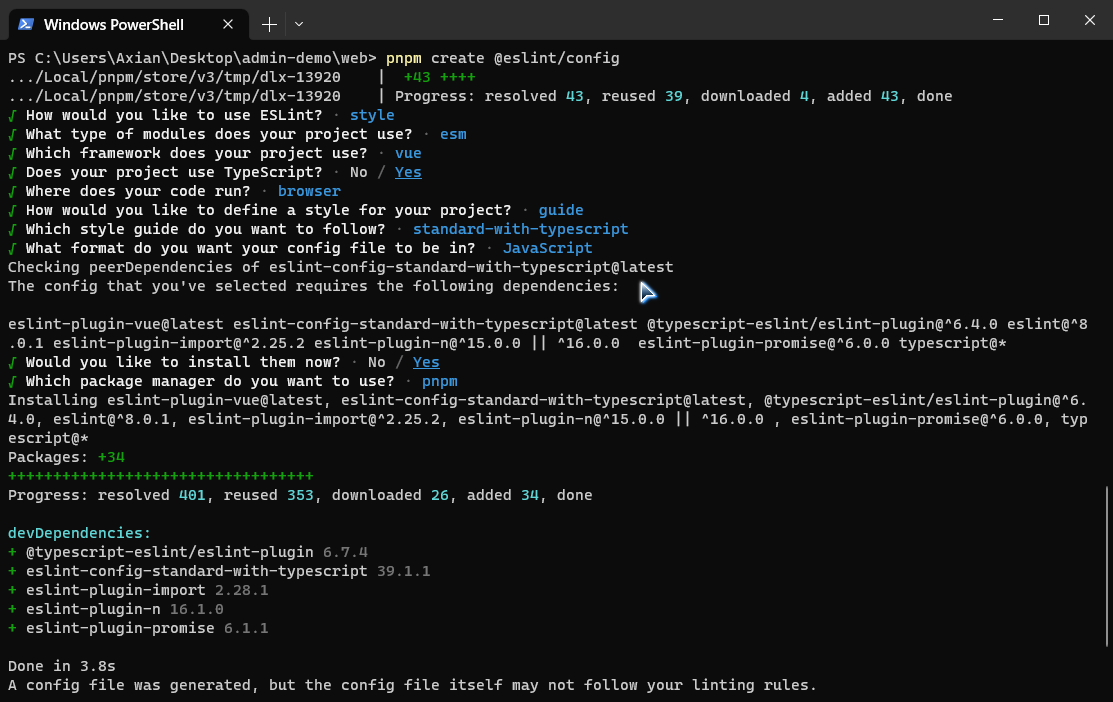 Windows PowerShell
PS C:\Users\Axian\Desktop\admin-demo\web> pnpm create @eslint/config
.../Local/pnpm/store/v3/tmp/dlx-13920    |  +43 ++++
.../Local/pnpm/store/v3/tmp/dlx-13920    | Progress: resolved 43, reused 39, downloaded 4, added 43, done
√ How would you like to use ESLint? · style
√ What type of modules does your project use? · esm
√ Which framework does your project use? · vue
√ Does your project use TypeScript? · No / Yes
√ Where does your code run? · browser
√ How would you like to define a style for your project? · guide
√ Which style guide do you want to follow? · standard-with-typescript
√ What format do you want your config file to be in? · JavaScript
Checking peerDependencies of eslint-config-standard-with-typescript@latest
The config that you've selected requires the following dependencies:

eslint-plugin-vue@latest eslint-config-standard-with-typescript@latest @typescript-eslint/eslint-plugin@^6.4.0 eslint@^8
.0.1 eslint-plugin-import@^2.25.2 eslint-plugin-n@^15.0.0 || ^16.0.0  eslint-plugin-promise@^6.0.0 typescript@*
√ Would you like to install them now? · No / Yes
√ Which package manager do you want to use? · pnpm
Installing eslint-plugin-vue@latest, eslint-config-standard-with-typescript@latest, @typescript-eslint/eslint-plugin@^6.
4.0, eslint@^8.0.1, eslint-plugin-import@^2.25.2, eslint-plugin-n@^15.0.0 || ^16.0.0 , eslint-plugin-promise@^6.0.0, typ
escript@*
Packages: +34
++++++++++++++++++++++++++++++++++
Progress: resolved 401, reused 353, downloaded 26, added 34, done

devDependencies:
+ @typescript-eslint/eslint-plugin 6.7.4
+ eslint-config-standard-with-typescript 39.1.1
+ eslint-plugin-import 2.28.1
+ eslint-plugin-n 16.1.0
+ eslint-plugin-promise 6.1.1

Done in 3.8s
A config file was generated, but the config file itself may not follow your linting rules.